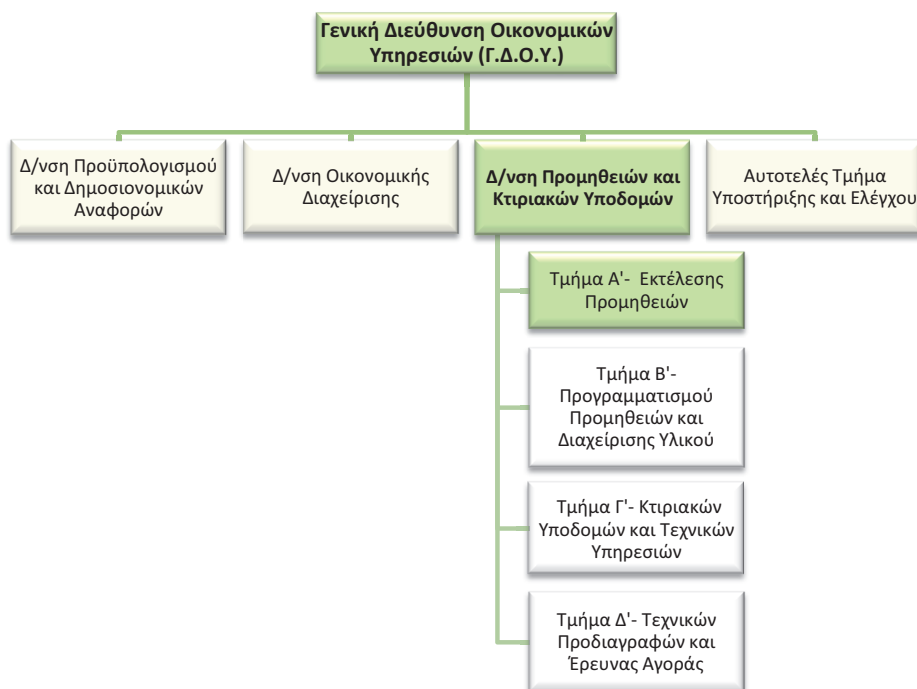 Γενική Διεύθυνση Οικονομικών
Υπηρεσιών (Γ.Δ.Ο.Υ.)
Δ/νση Προϋπολογισμού
και Δημοσιονομικών
Αναφορών
Δ/νση Οικονομικής
Διαχείρισης
Δ/νση Προμηθειών και
Κτιριακών Υποδομών
Αυτοτελές Τμήμα
Υποστήριξης και Ελέγχου
Τμήμα Α'- Εκτέλεσης
Προμηθειών
Τμήμα Β'-
Προγραμματισμού
Προμηθειών και
Διαχείρισης Υλικού
Τμήμα Γ'- Κτιριακών
Υποδομών και Τεχνικών
Υπηρεσιών
Τμήμα Δ'- Τεχνικών
Προδιαγραφών και
Έρευνας Αγοράς